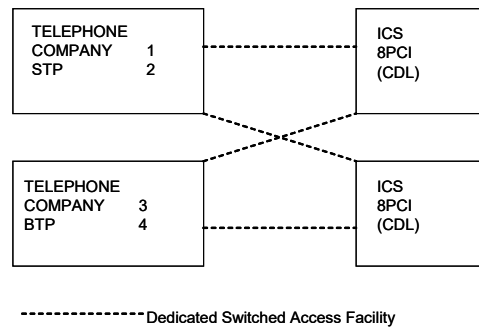 TELEPHONE
COMPANY 1
STP 2
ICS
8PCI
(CDL)
TELEPHONE
COMPANY 3
BTP 4
ICS
8PCI
(CDL)
Dedicated Switched Access Facility